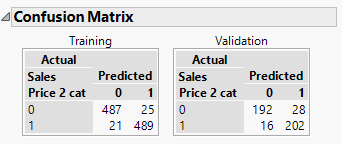 Confusion Matrix
Training
Actual
Sales Predicted
Price 2 cat 0 1
0 487 25
1 21 489
Validation
Actual
Sales Predicted
Price 2 cat 0 1
0 192 28
1 16 202